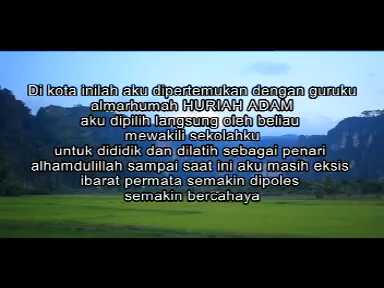 Di kota inilah aku dipertemukan dengan guruku
almarhumah HURIAH ADAM
aku dipilih langsung oleh beliau
mewakili sekolahku
untuk dididik dan dilatih sebagai penari
alhamdulillah sampai saat ini aku masih eksis
ibarat permata semakin dipoles
semakin bercahaya